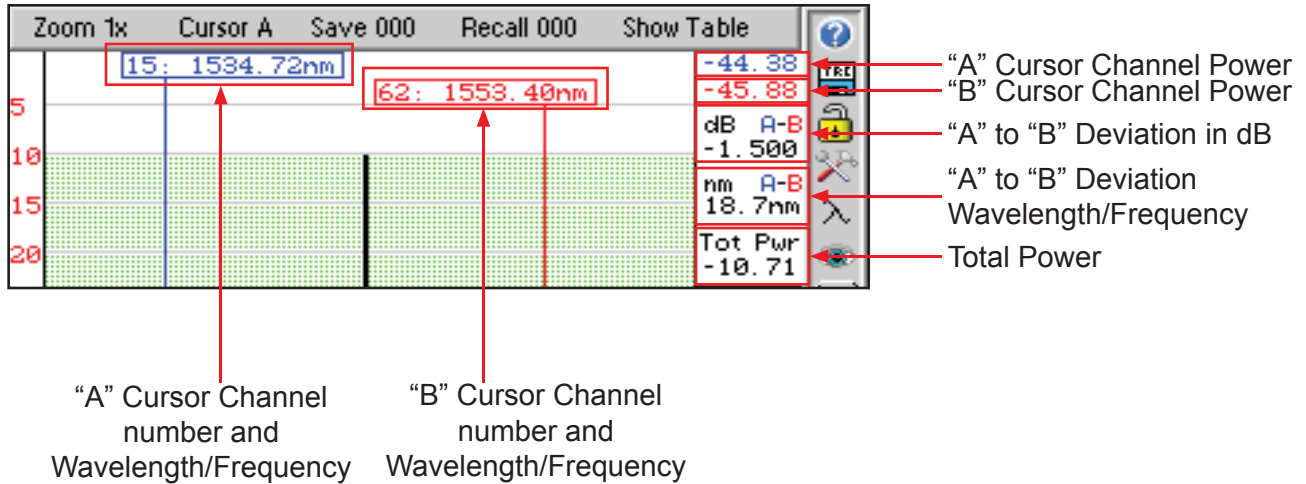 Zoom 1x Cursor A Save 000 Recall 000 Show Table
15: 1534.72nm
62: 1553.40nm
5
10
15
20
-44.38
-45.88
dB A-B
-1.500
nm A-B
18.7nm
Tot Pwr
-10.71
?
TRC
λ
“A” Cursor Channel Power
“B” Cursor Channel Power
“A” to “B” Deviation in dB
“A” to “B” Deviation
Wavelength/Frequency
Total Power
“A” Cursor Channel
number and
Wavelength/Frequency
“B” Cursor Channel
number and
Wavelength/Frequency